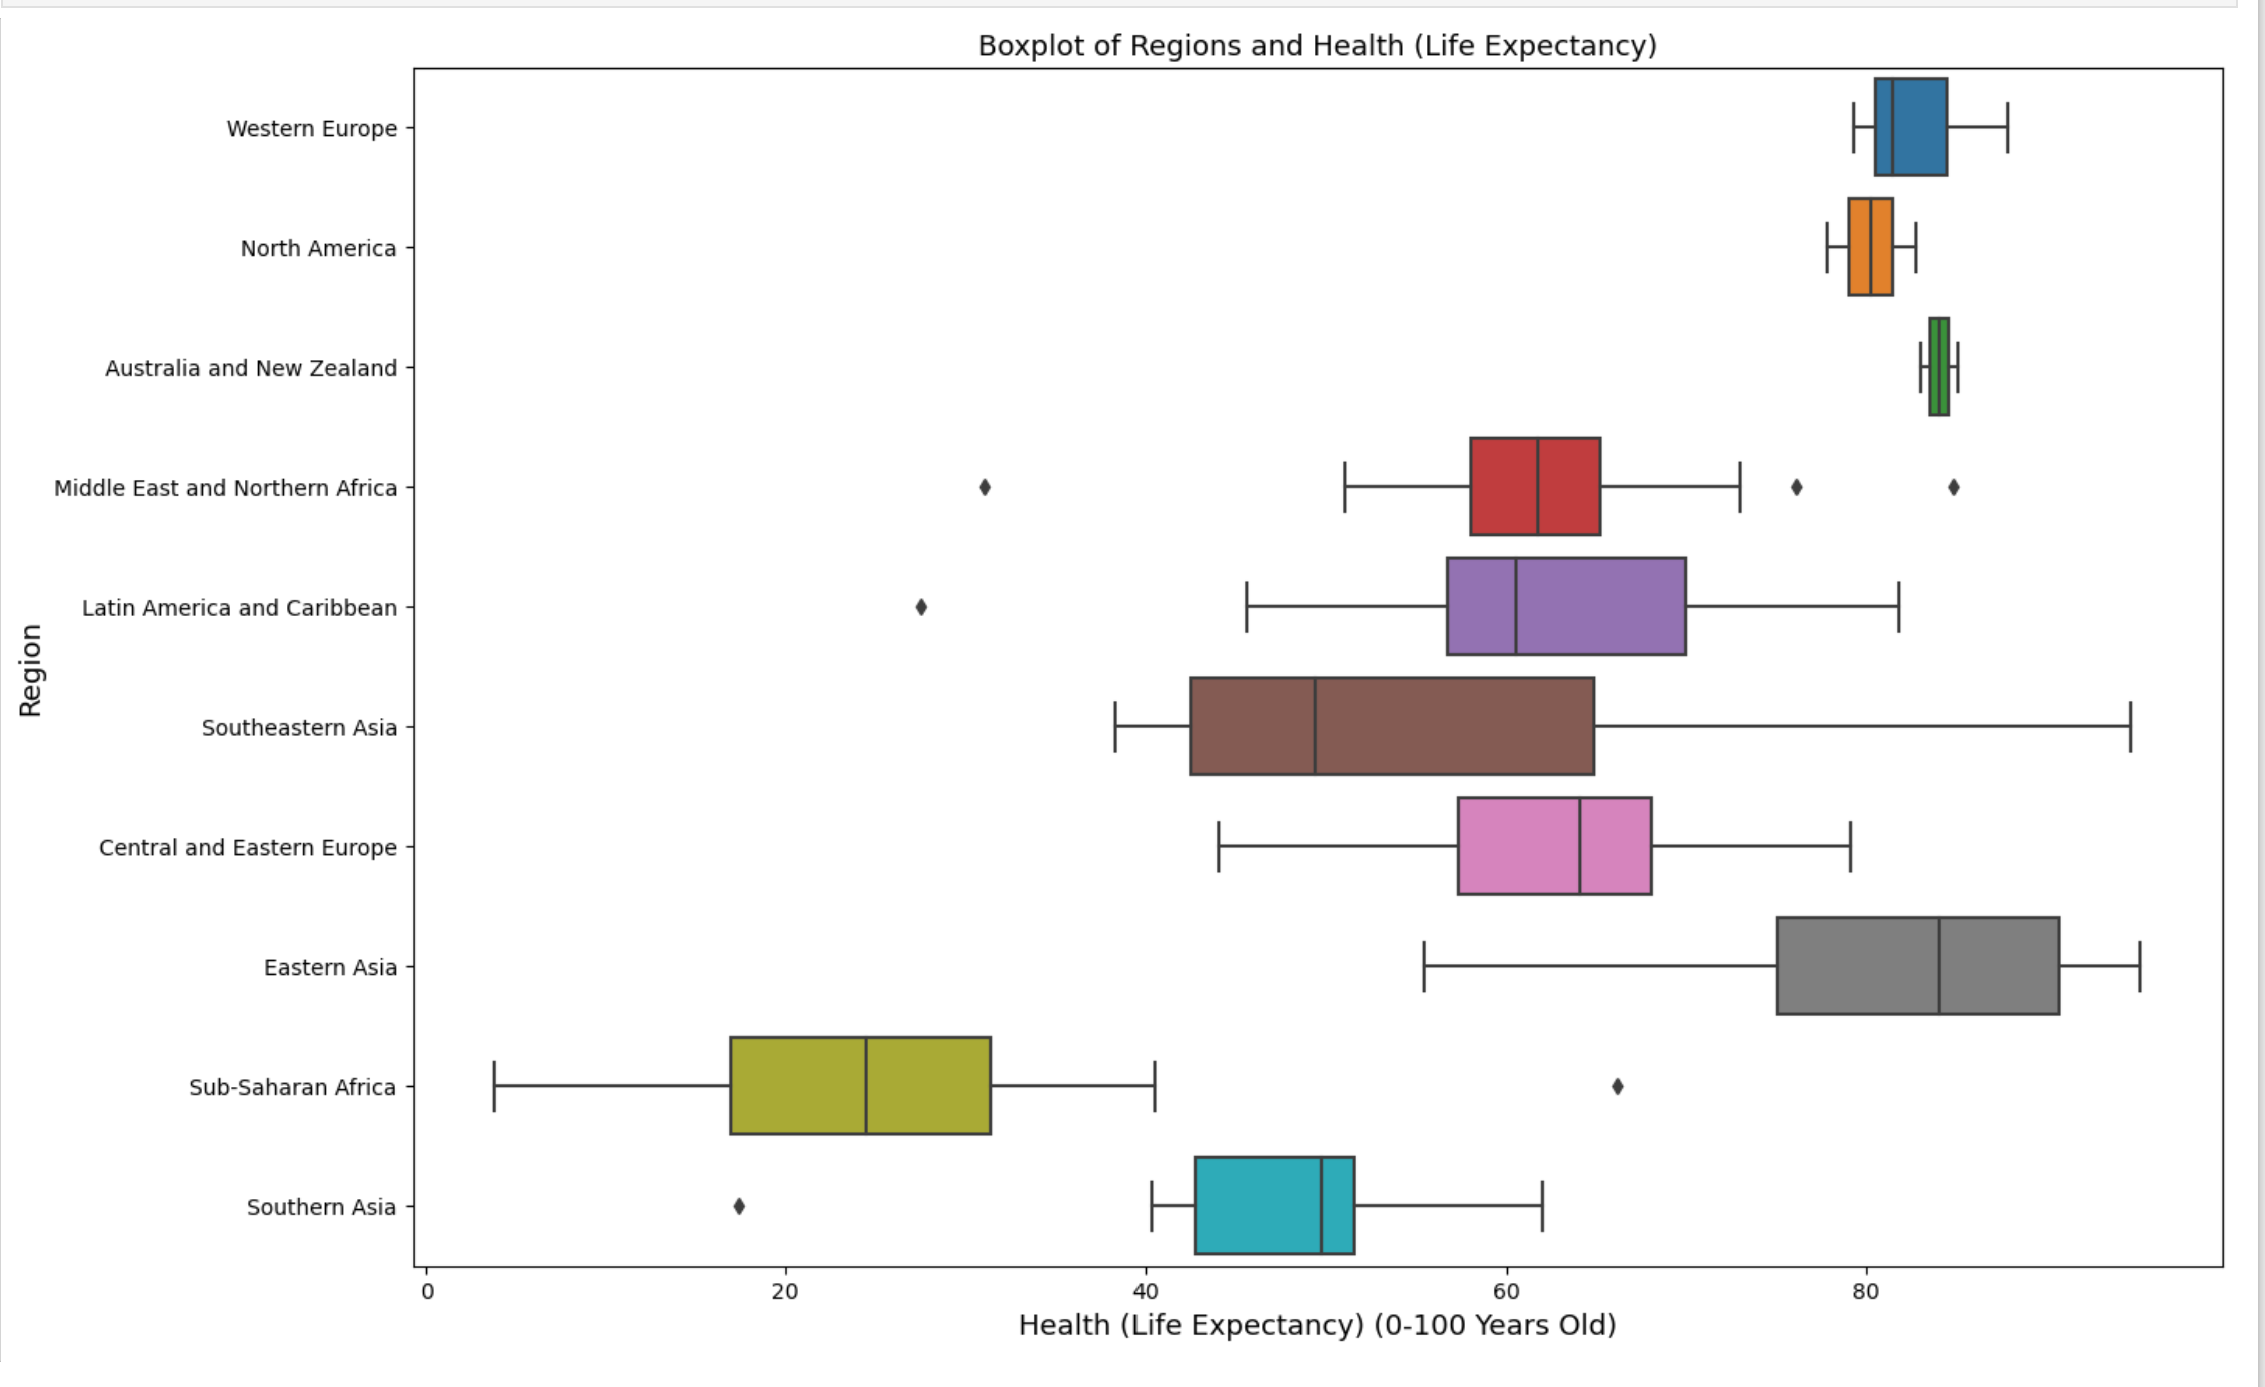 Boxplot of Regions and Health (Life Expectancy)
Western Europe
North America
Australia and New Zealand
Middle East and Northern Africa
Latin America and Caribbean
Southeastern Asia
Central and Eastern Europe
Eastern Asia
Sub-Saharan Africa
Southern Asia
Region
0 20 40 60 80
Health (Life Expectancy) (0-100 Years Old)